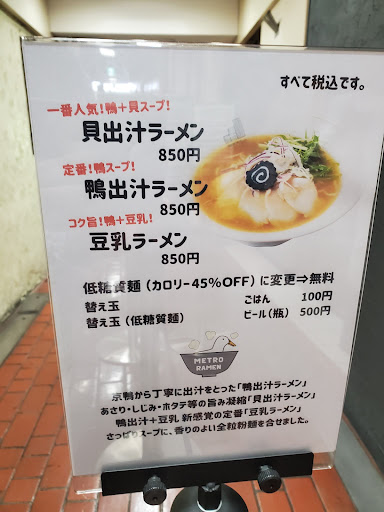 すべて税込です。
一番人気!鴨+貝スープ!
貝出汁ラーメン
850円
定番!鴨スープ!
鴨出汁ラーメン
850円
コク旨!鴨+豆乳!
豆乳ラーメン
850円
低糖質麺(カロリー45%OFF)に変更⇒無料
替え玉
ごはん 100円
替え玉(低糖質麺)
ビール(瓶) 500円
METRO
RAMEN
京鴨から丁寧に出汁をとった「鴨出汁ラーメン」
あさり・しじみ・ホタテ等の旨み凝縮「貝出汁ラーメン」
鴨出汁+豆乳 新感覚の定番「豆乳ラーメン」
さっぱりスープに、香りのよい全粒粉麺を合せました。